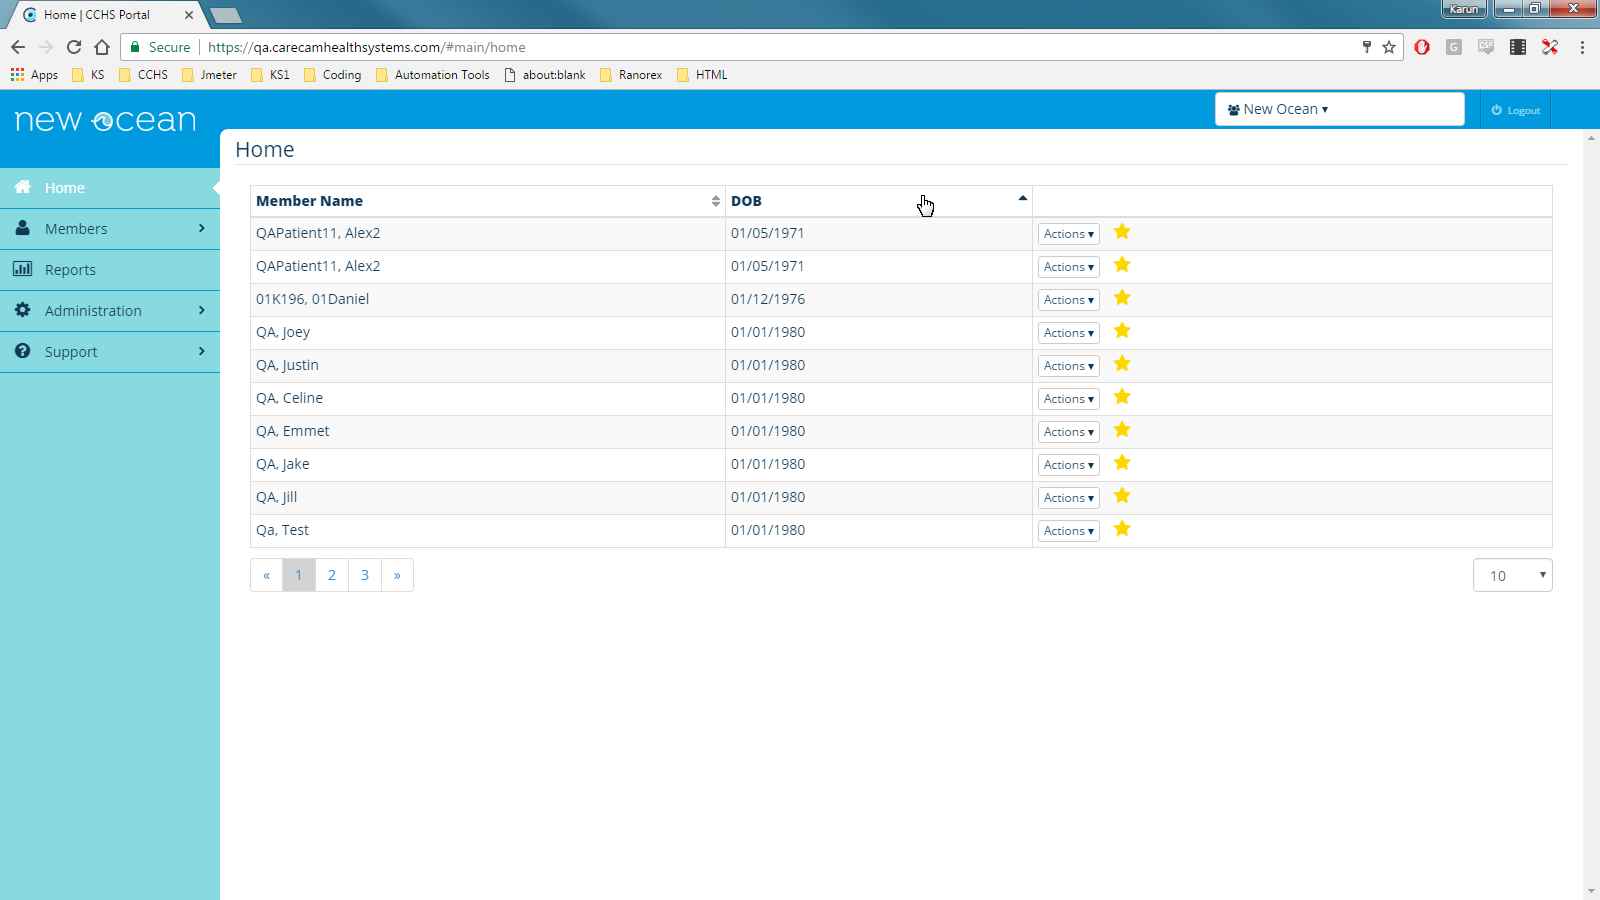 Home | CCHS Portal
Karun
Secure https://qa.carecamhealthsystems.com/#main/home
G
CSP
Apps KS CCHS Jmeter KS1 Coding Automation Tools about:blank Ranorex HTML
new ocean
New Ocean
Logout
Home
Members
Reports
Administration
Support
Home
Member Name DOB
QAPatient11, Alex2 01/05/1971 Actions
QAPatient11, Alex2 01/05/1971 Actions
01K196, 01Daniel 01/12/1976 Actions
QA, Joey 01/01/1980 Actions
QA, Justin 01/01/1980 Actions
QA, Celine 01/01/1980 Actions
QA, Emmet 01/01/1980 Actions
QA, Jake 01/01/1980 Actions
QA, Jill 01/01/1980 Actions
Qa, Test 01/01/1980 Actions
« 1 2 3 »
10